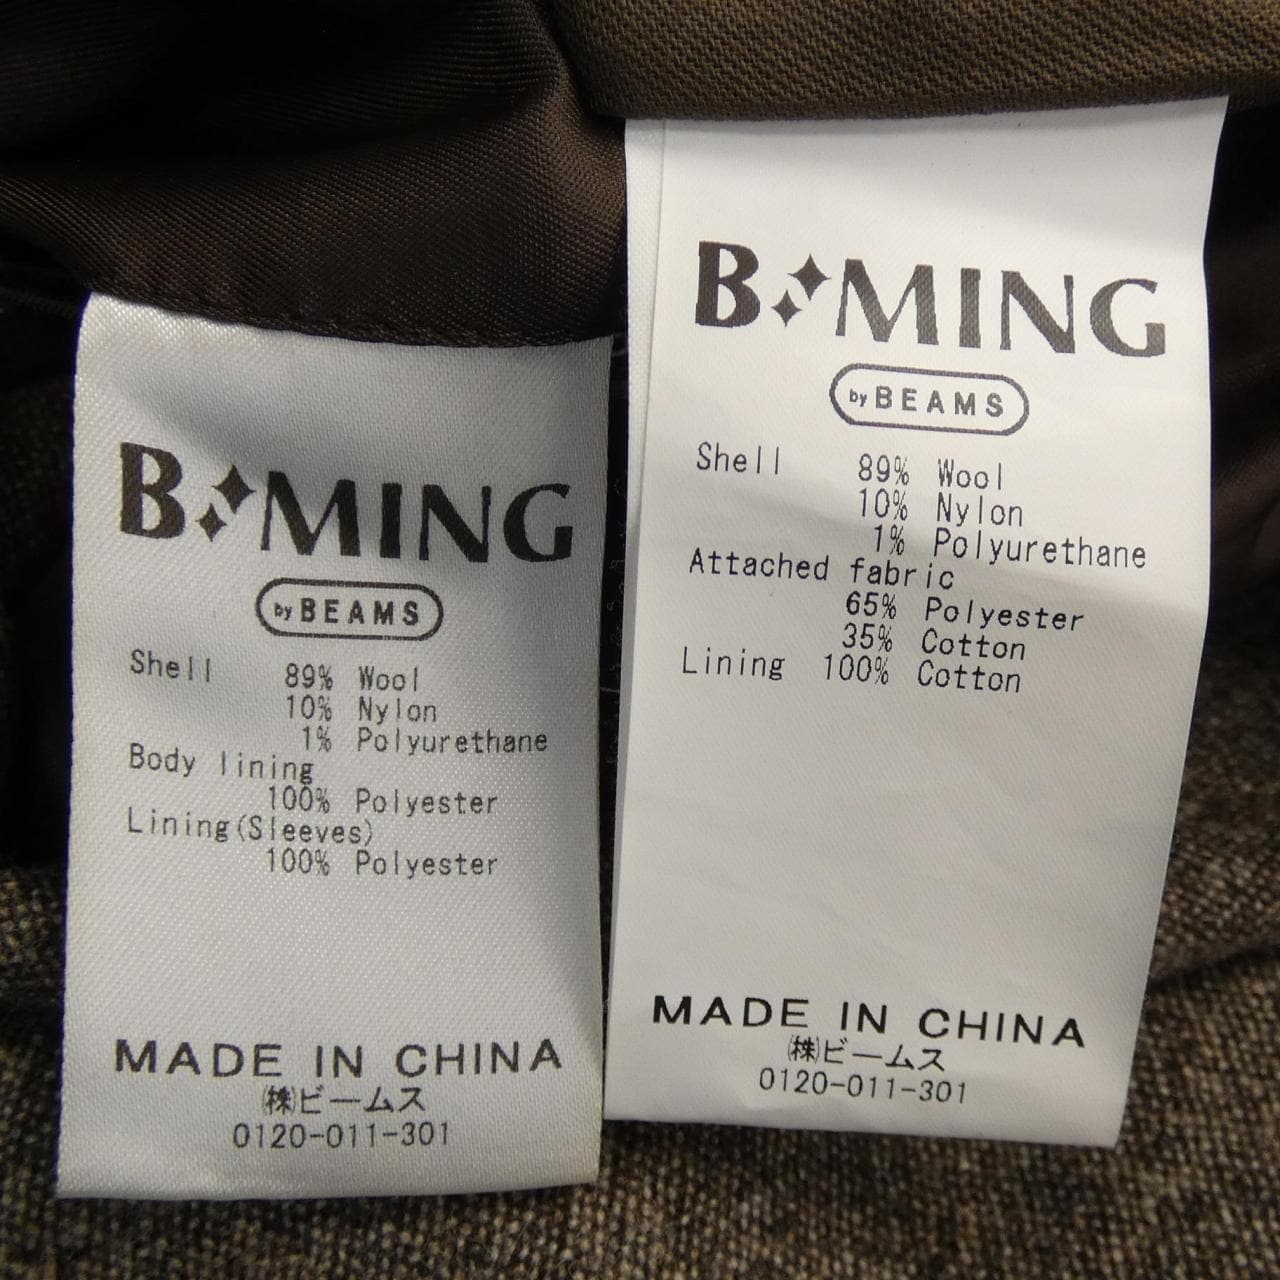 B MING
by BEAMS
Shell 89% Wool
10% Nylon
1% Polyurethane
Body lining
100% Polyester
Lining(Sleeves)
100% Polyester
MADE IN CHINA
㈱ビームス
0120-011-301
B MING
by BEAMS
Shell 89% Wool
10% Nylon
1% Polyurethane
Attached fabric
65% Polyester
35% Cotton
Lining 100% Cotton
MADE IN CHINA
㈱ビームス
0120-011-301